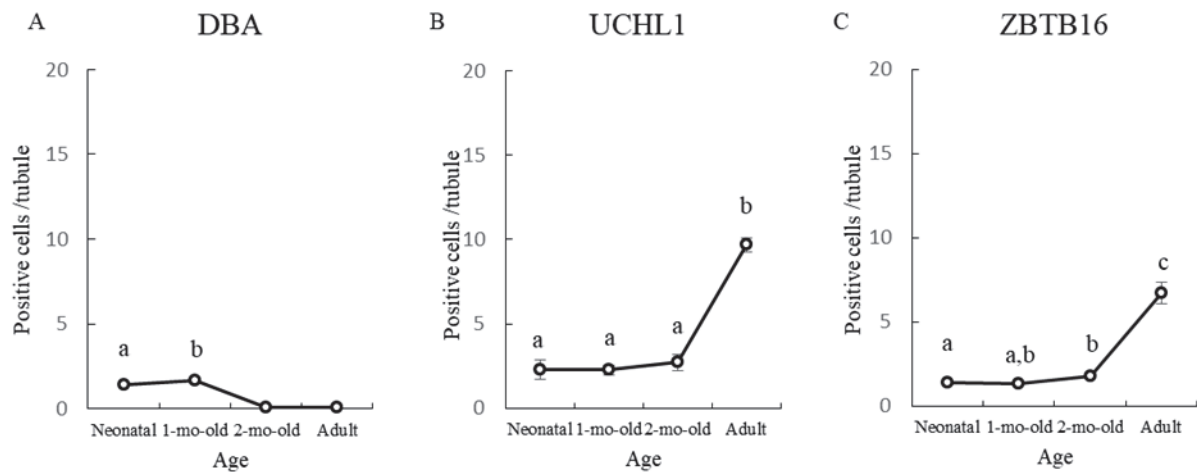 A
DBA
20
15
10
5
0
Positive cells /tubule
a
b
Neonatal 1-mo-old 2-mo-old Adult
Age
B
UCHL1
20
15
10
5
0
Positive cells /tubule
a
a
a
b
Neonatal 1-mo-old 2-mo-old Adult
Age
C
ZBTB16
20
15
10
5
0
Positive cells /tubule
a
a,b
b
c
Neonatal 1-mo-old 2-mo-old Adult
Age